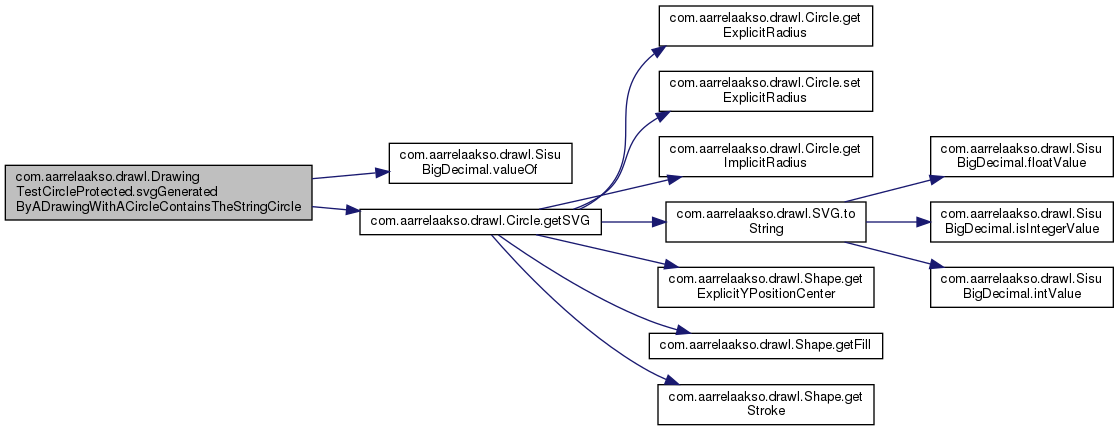 com.aarrelaakso.drawl.Drawing
TestCircleProtected.svgGenerated
ByADrawingWithACircleContainsTheStringCircle
com.aarrelaakso.drawl.Sisu
BigDecimal.valueOf
com.aarrelaakso.drawl.Circle.getSVG
com.aarrelaakso.drawl.Circle.get
ExplicitRadius
com.aarrelaakso.drawl.Circle.set
ExplicitRadius
com.aarrelaakso.drawl.Circle.get
ImplicitRadius
com.aarrelaakso.drawl.SVG.to
String
com.aarrelaakso.drawl.Shape.get
ExplicitYPositionCenter
com.aarrelaakso.drawl.Shape.getFill
com.aarrelaakso.drawl.Shape.get
Stroke
com.aarrelaakso.drawl.Sisu
BigDecimal.floatValue
com.aarrelaakso.drawl.Sisu
BigDecimal.isIntegerValue
com.aarrelaakso.drawl.Sisu
BigDecimal.intValue